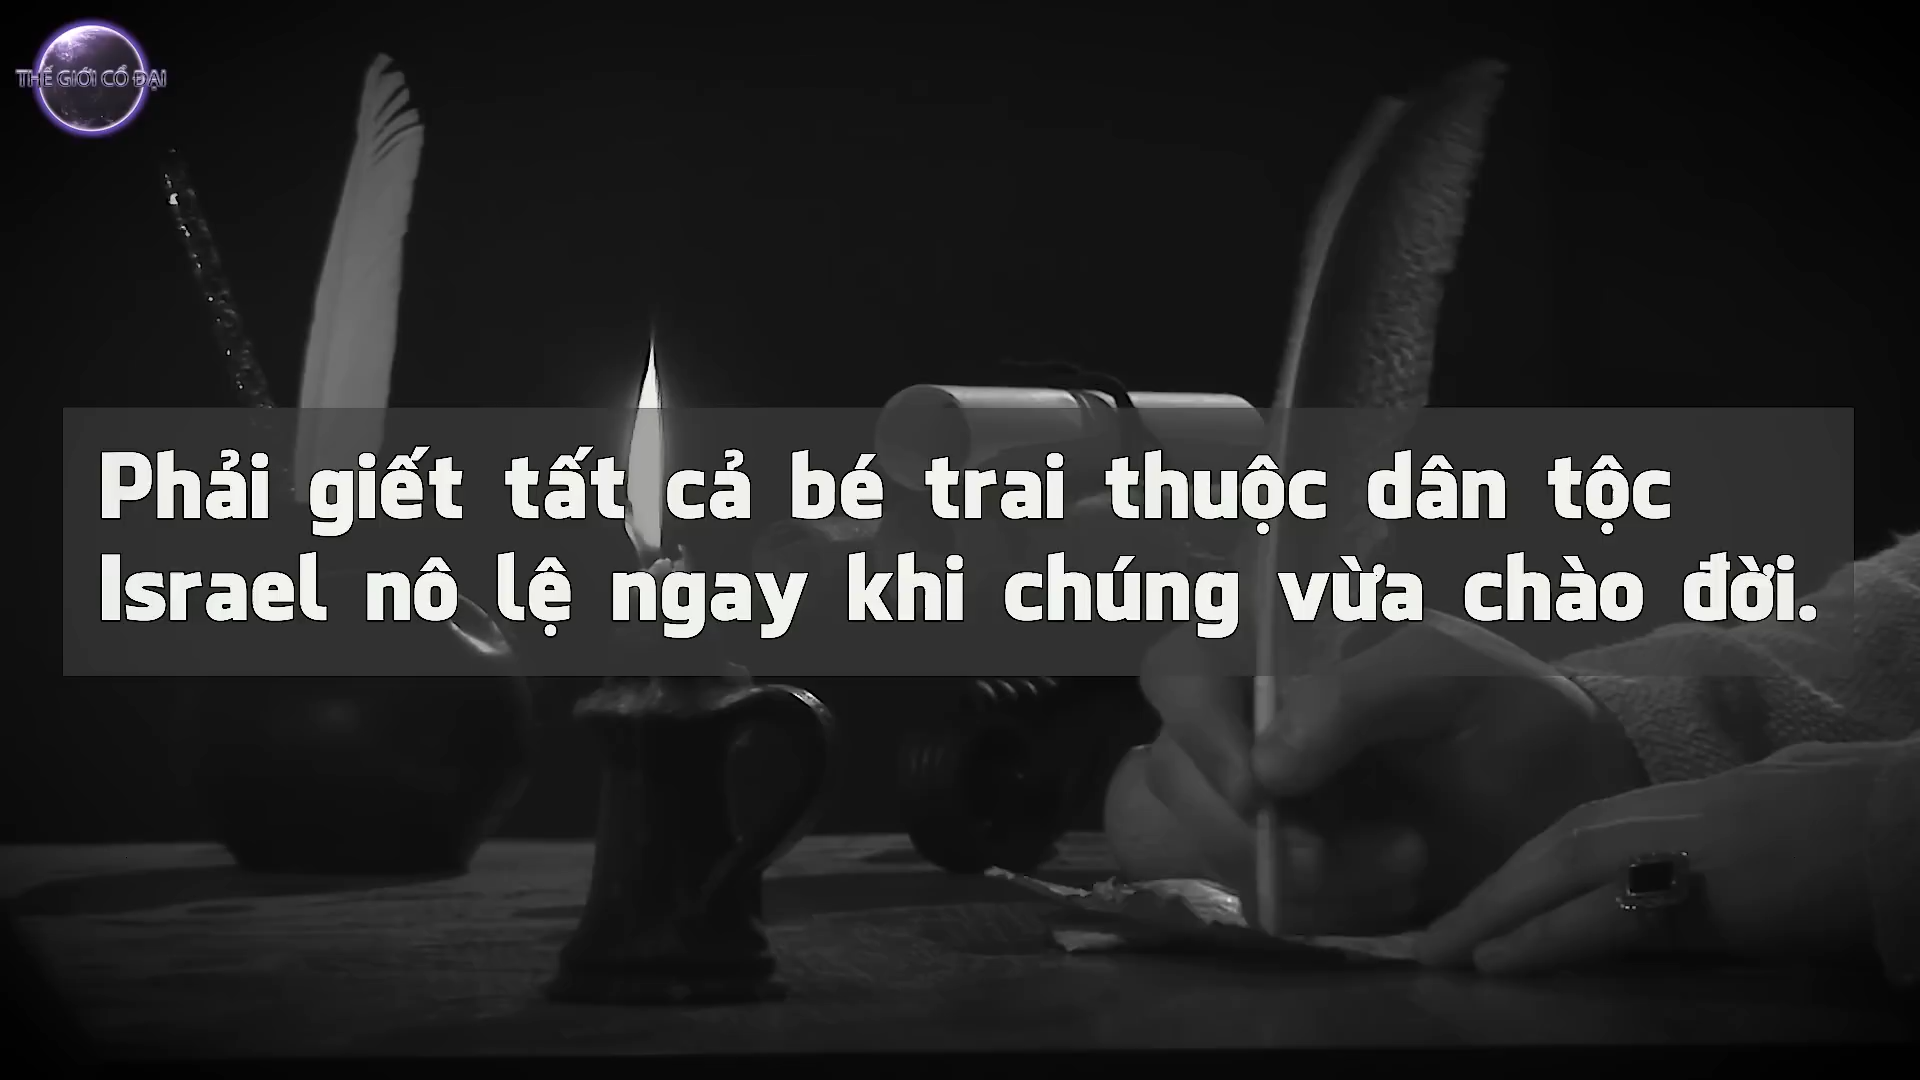 THẾ GIỚI CỔ ĐẠI
Phải giết tất cả bé trai thuộc dân tộc
Israel nô lệ ngay khi chúng vừa chào đời.